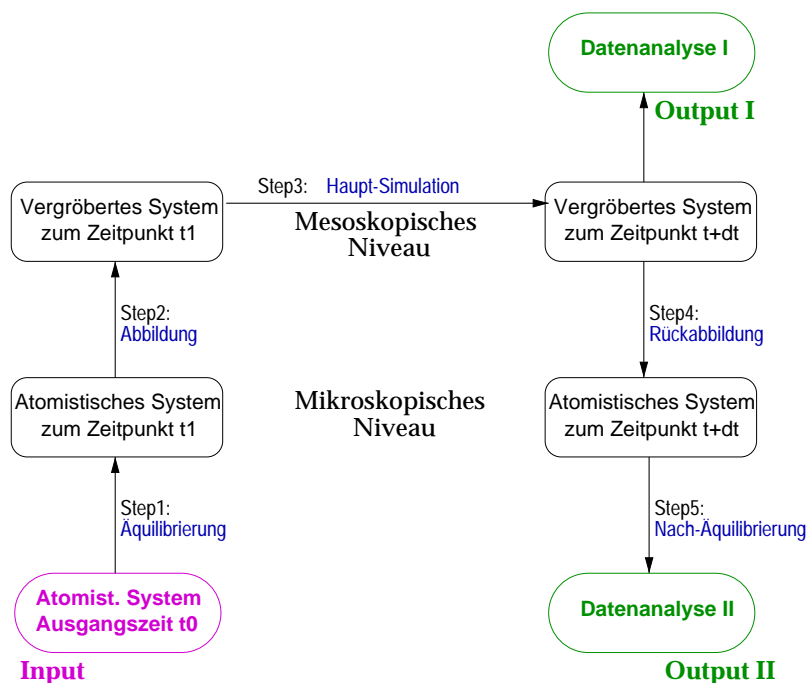 Datenanalyse I
Output I
Vergröbertes System
zum Zeitpunkt t1
Step3: Haupt-Simulation
Mesoskopisches
Niveau
Vergröbertes System
zum Zeitpunkt t+dt
Step2:
Abbildung
Step4:
Rückabbildung
Atomistisches System
zum Zeitpunkt t1
Mikroskopisches
Niveau
Atomistisches System
zum Zeitpunkt t+dt
Step1:
Äquilibrierung
Step5:
Nach-Äquilibrierung
Atomist. System
Ausgangszeit t0
Input
Datenanalyse II
Output II